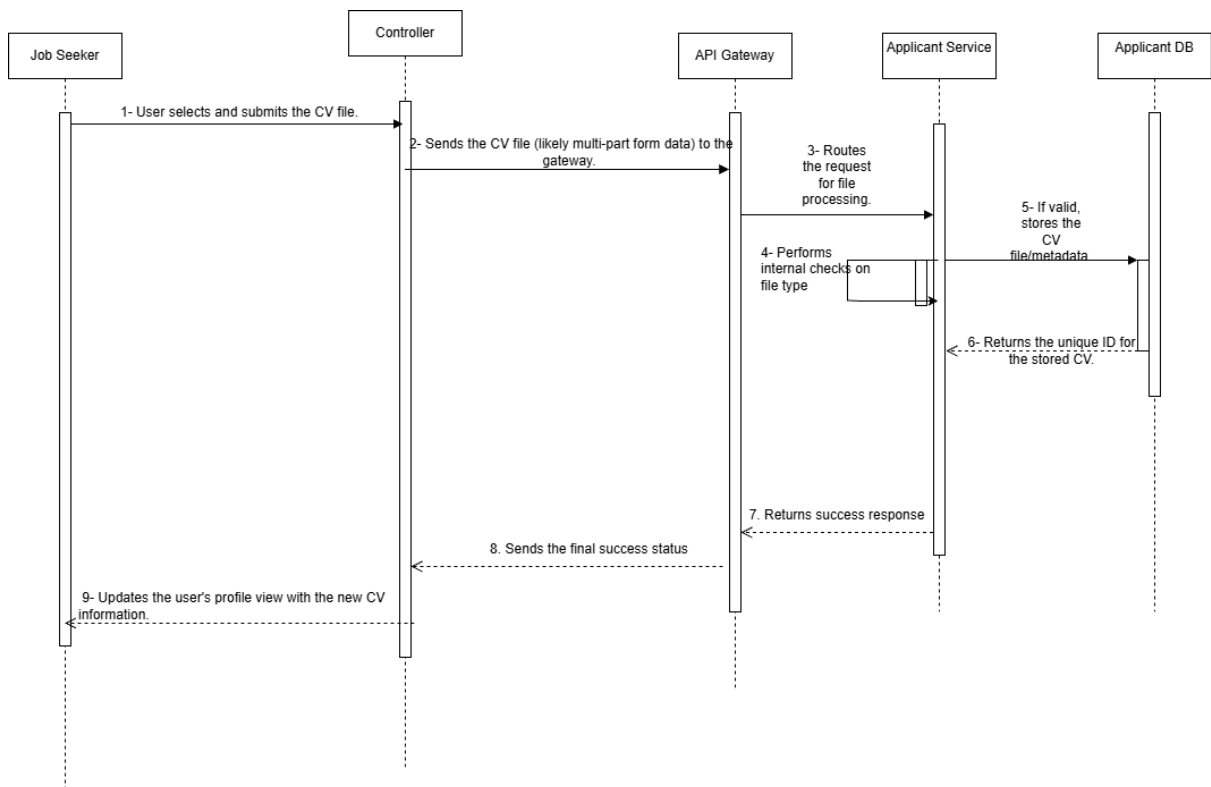 Job Seeker
Controller
API Gateway
Applicant Service
Applicant DB
1- User selects and submits the CV file.
2- Sends the CV file (likely multi-part form data) to the
gateway.
3- Routes
the request
for file
processing.
4- Performs
internal checks on
file type
5- If valid,
stores the
CV
file/metadata
6- Returns the unique ID for
the stored CV.
7. Returns success response
8. Sends the final success status
9- Updates the user's profile view with the new CV
information.